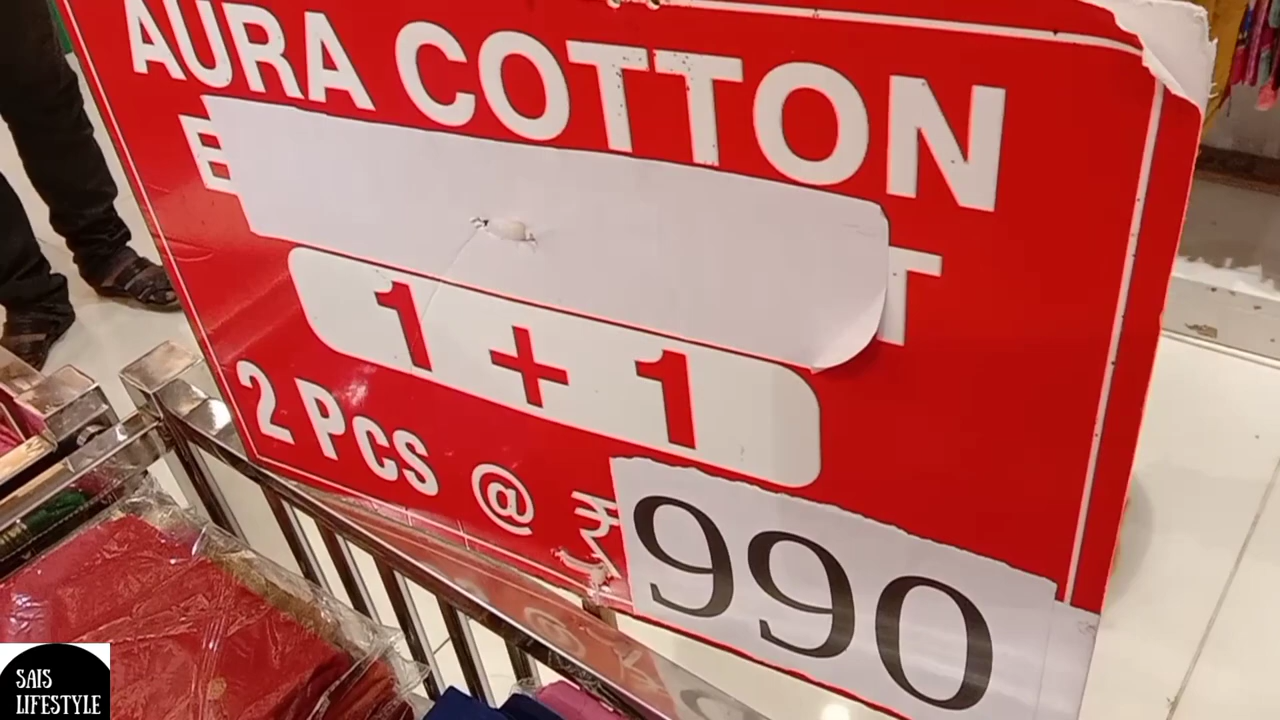 AURA COTTON
1 + 1
2 PCS @ ₹ 990
SAIS
LIFESTYLE